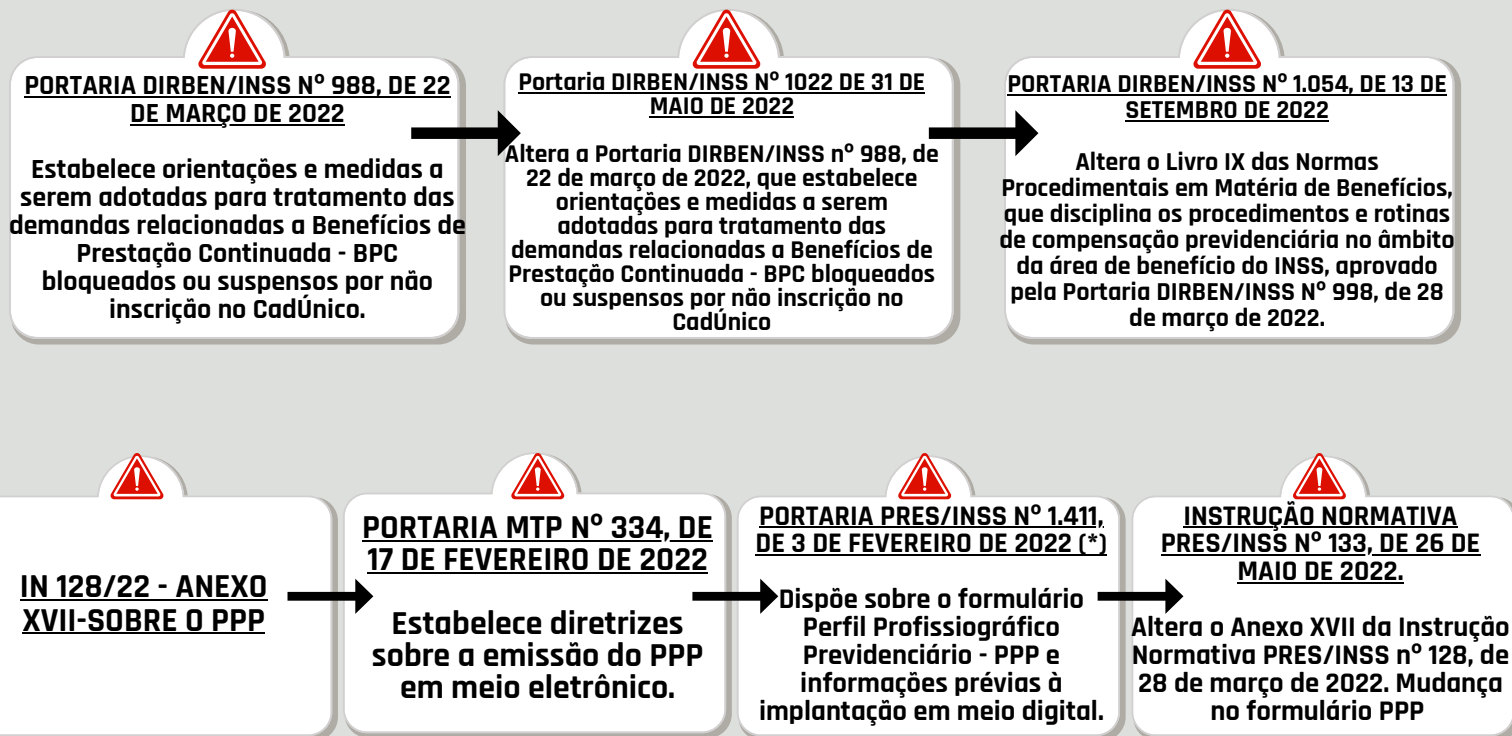 PORTARIA DIRBEN/INSS Nº 988, DE 22
DE MARÇO DE 2022
Estabelece orientações e medidas a
serem adotadas para tratamento das
demandas relacionadas a Benefícios de
Prestação Continuada - BPC
bloqueados ou suspensos por não
inscrição no CadÚnico.
Portaria DIRBEN/INSS Nº 1022 DE 31 DE
MAIO DE 2022
Altera a Portaria DIRBEN/INSS nº 988, de
22 de março de 2022, que estabelece
orientações e medidas a serem
adotadas para tratamento das
demandas relacionadas a Benefícios de
Prestação Continuada - BPC bloqueados
ou suspensos por não inscrição no
CadÚnico
PORTARIA DIRBEN/INSS Nº 1.054, DE 13 DE
SETEMBRO DE 2022
Altera o Livro IX das Normas
Procedimentais em Matéria de Benefícios,
que disciplina os procedimentos e rotinas
de compensação previdenciária no âmbito
da área de benefício do INSS, aprovado
pela Portaria DIRBEN/INSS Nº 998, de 28
de março de 2022.
IN 128/22 - ANEXO
XVII-SOBRE O PPP
PORTARIA MTP Nº 334, DE
17 DE FEVEREIRO DE 2022
Estabelece diretrizes
sobre a emissão do PPP
em meio eletrônico.
PORTARIA PRES/INSS Nº 1.411,
DE 3 DE FEVEREIRO DE 2022 (*)
Dispõe sobre o formulário
Perfil Profissiográfico
Previdenciário - PPP e
informações prévias à
implantação em meio digital.
INSTRUÇÃO NORMATIVA
PRES/INSS Nº 133, DE 26 DE
MAIO DE 2022.
Altera o Anexo XVII da Instrução
Normativa PRES/INSS nº 128, de
28 de março de 2022. Mudança
no formulário PPP